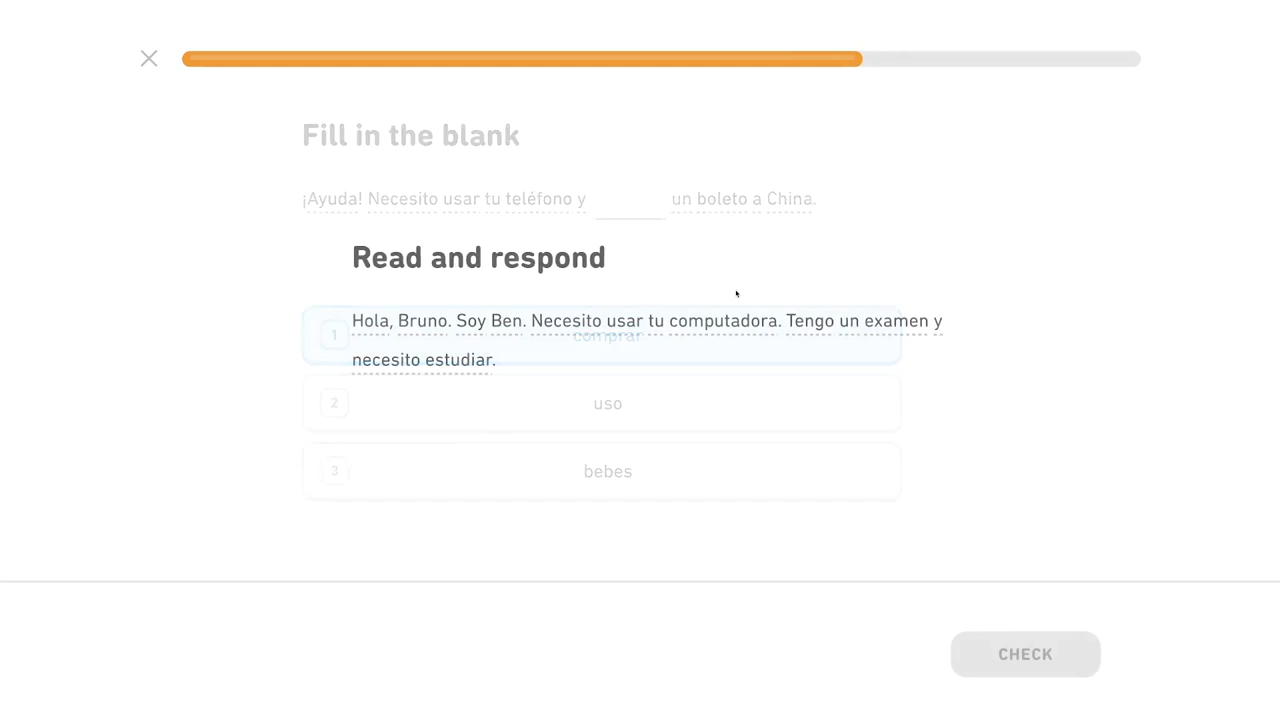 Fill in the blank
¡Ayuda! Necesito usar tu teléfono y un boleto a China.
Read and respond
Hola, Bruno. Soy Ben. Necesito usar tu computadora. Tengo un examen y
1 comprar
necesito estudiar.
2 uso
3 bebes
CHECK